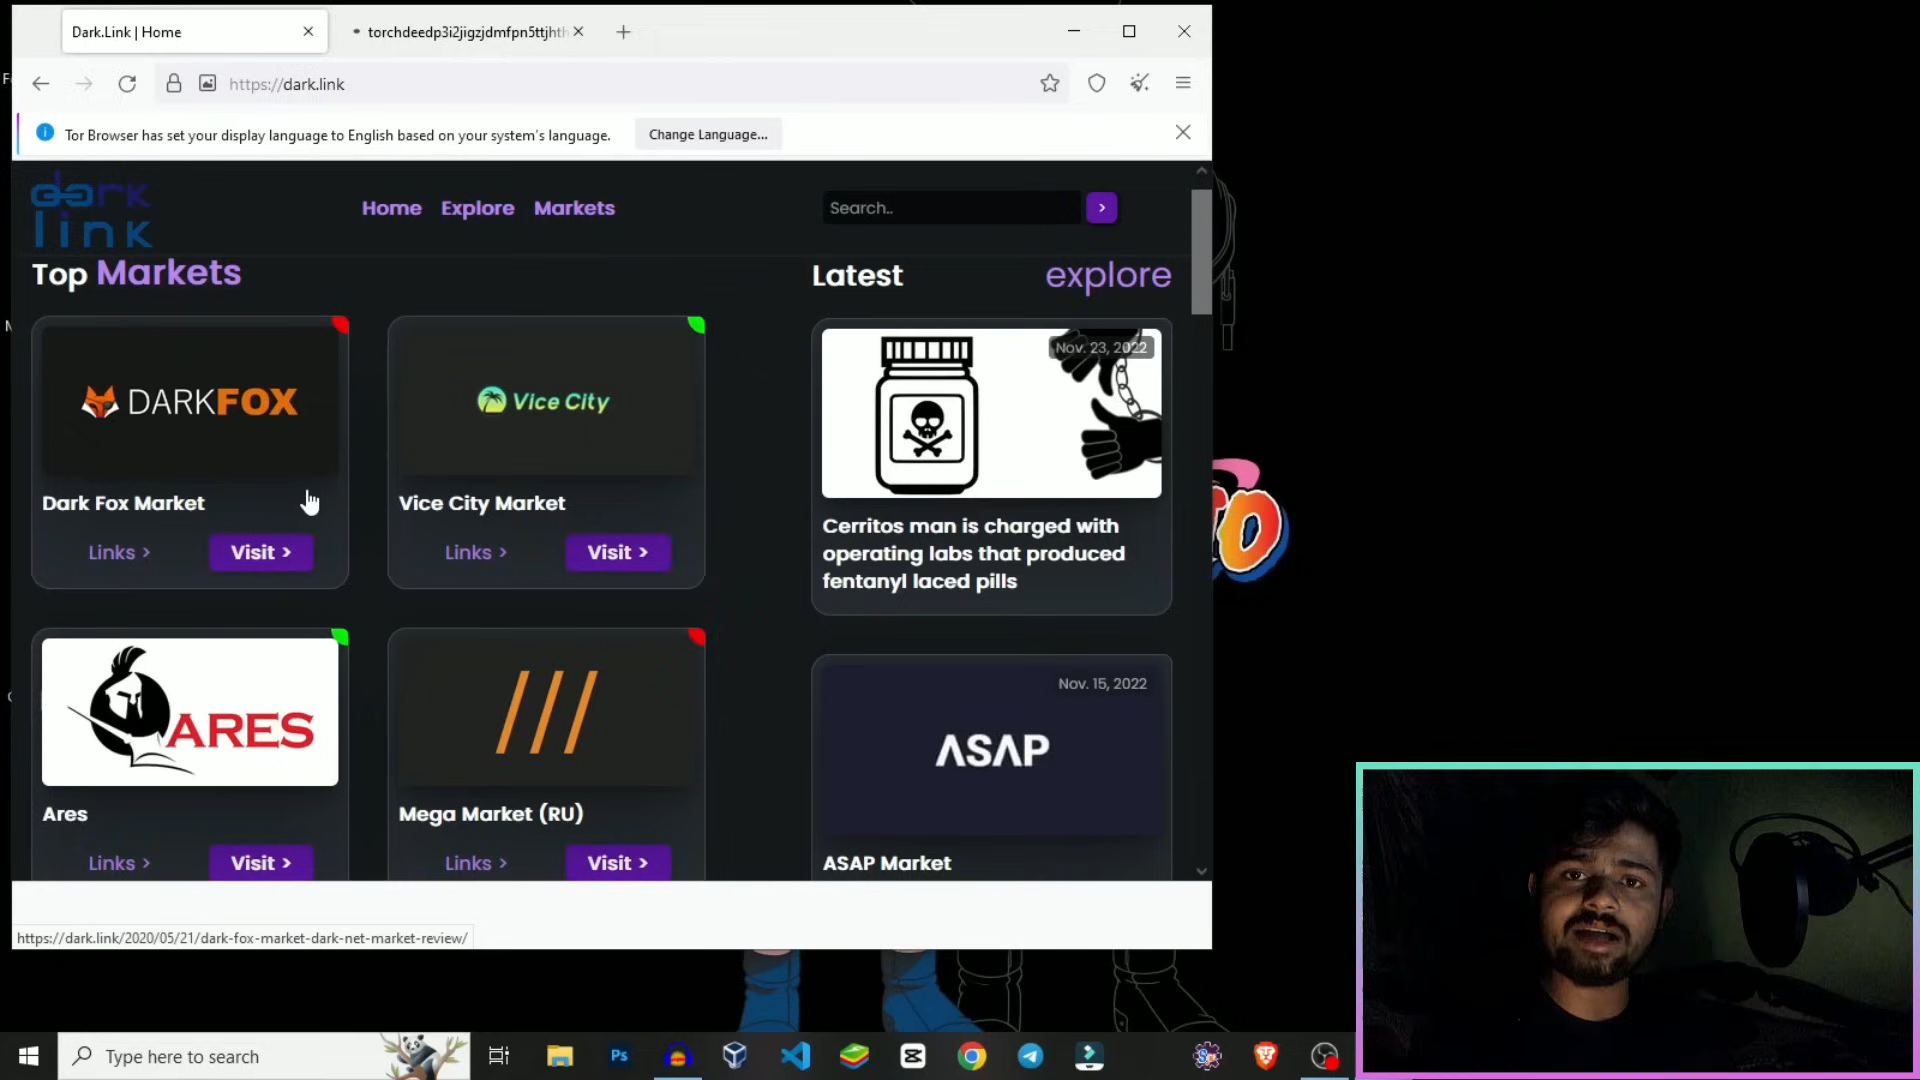 Dark.Link | Home
torchdeedp3i2jigzjdmfpn5ttjhth
https://dark.link
Tor Browser has set your display language to English based on your system's language.
Change Language...
dark
link
Home
Explore
Markets
Search..
>
Top Markets
Latest
explore
DARKFOX
Dark Fox Market
Links >
Visit >
Vice City
Vice City Market
Links >
Visit >
Nov. 23, 2022
Cerritos man is charged with
operating labs that produced
fentanyl laced pills
ARES
Ares
Links >
Visit >
Mega Market (RU)
Links >
Visit >
Nov. 15, 2022
ASAP
ASAP Market
https://dark.link/2020/05/21/dark-fox-market-dark-net-market-review/
Type here to search
Ps